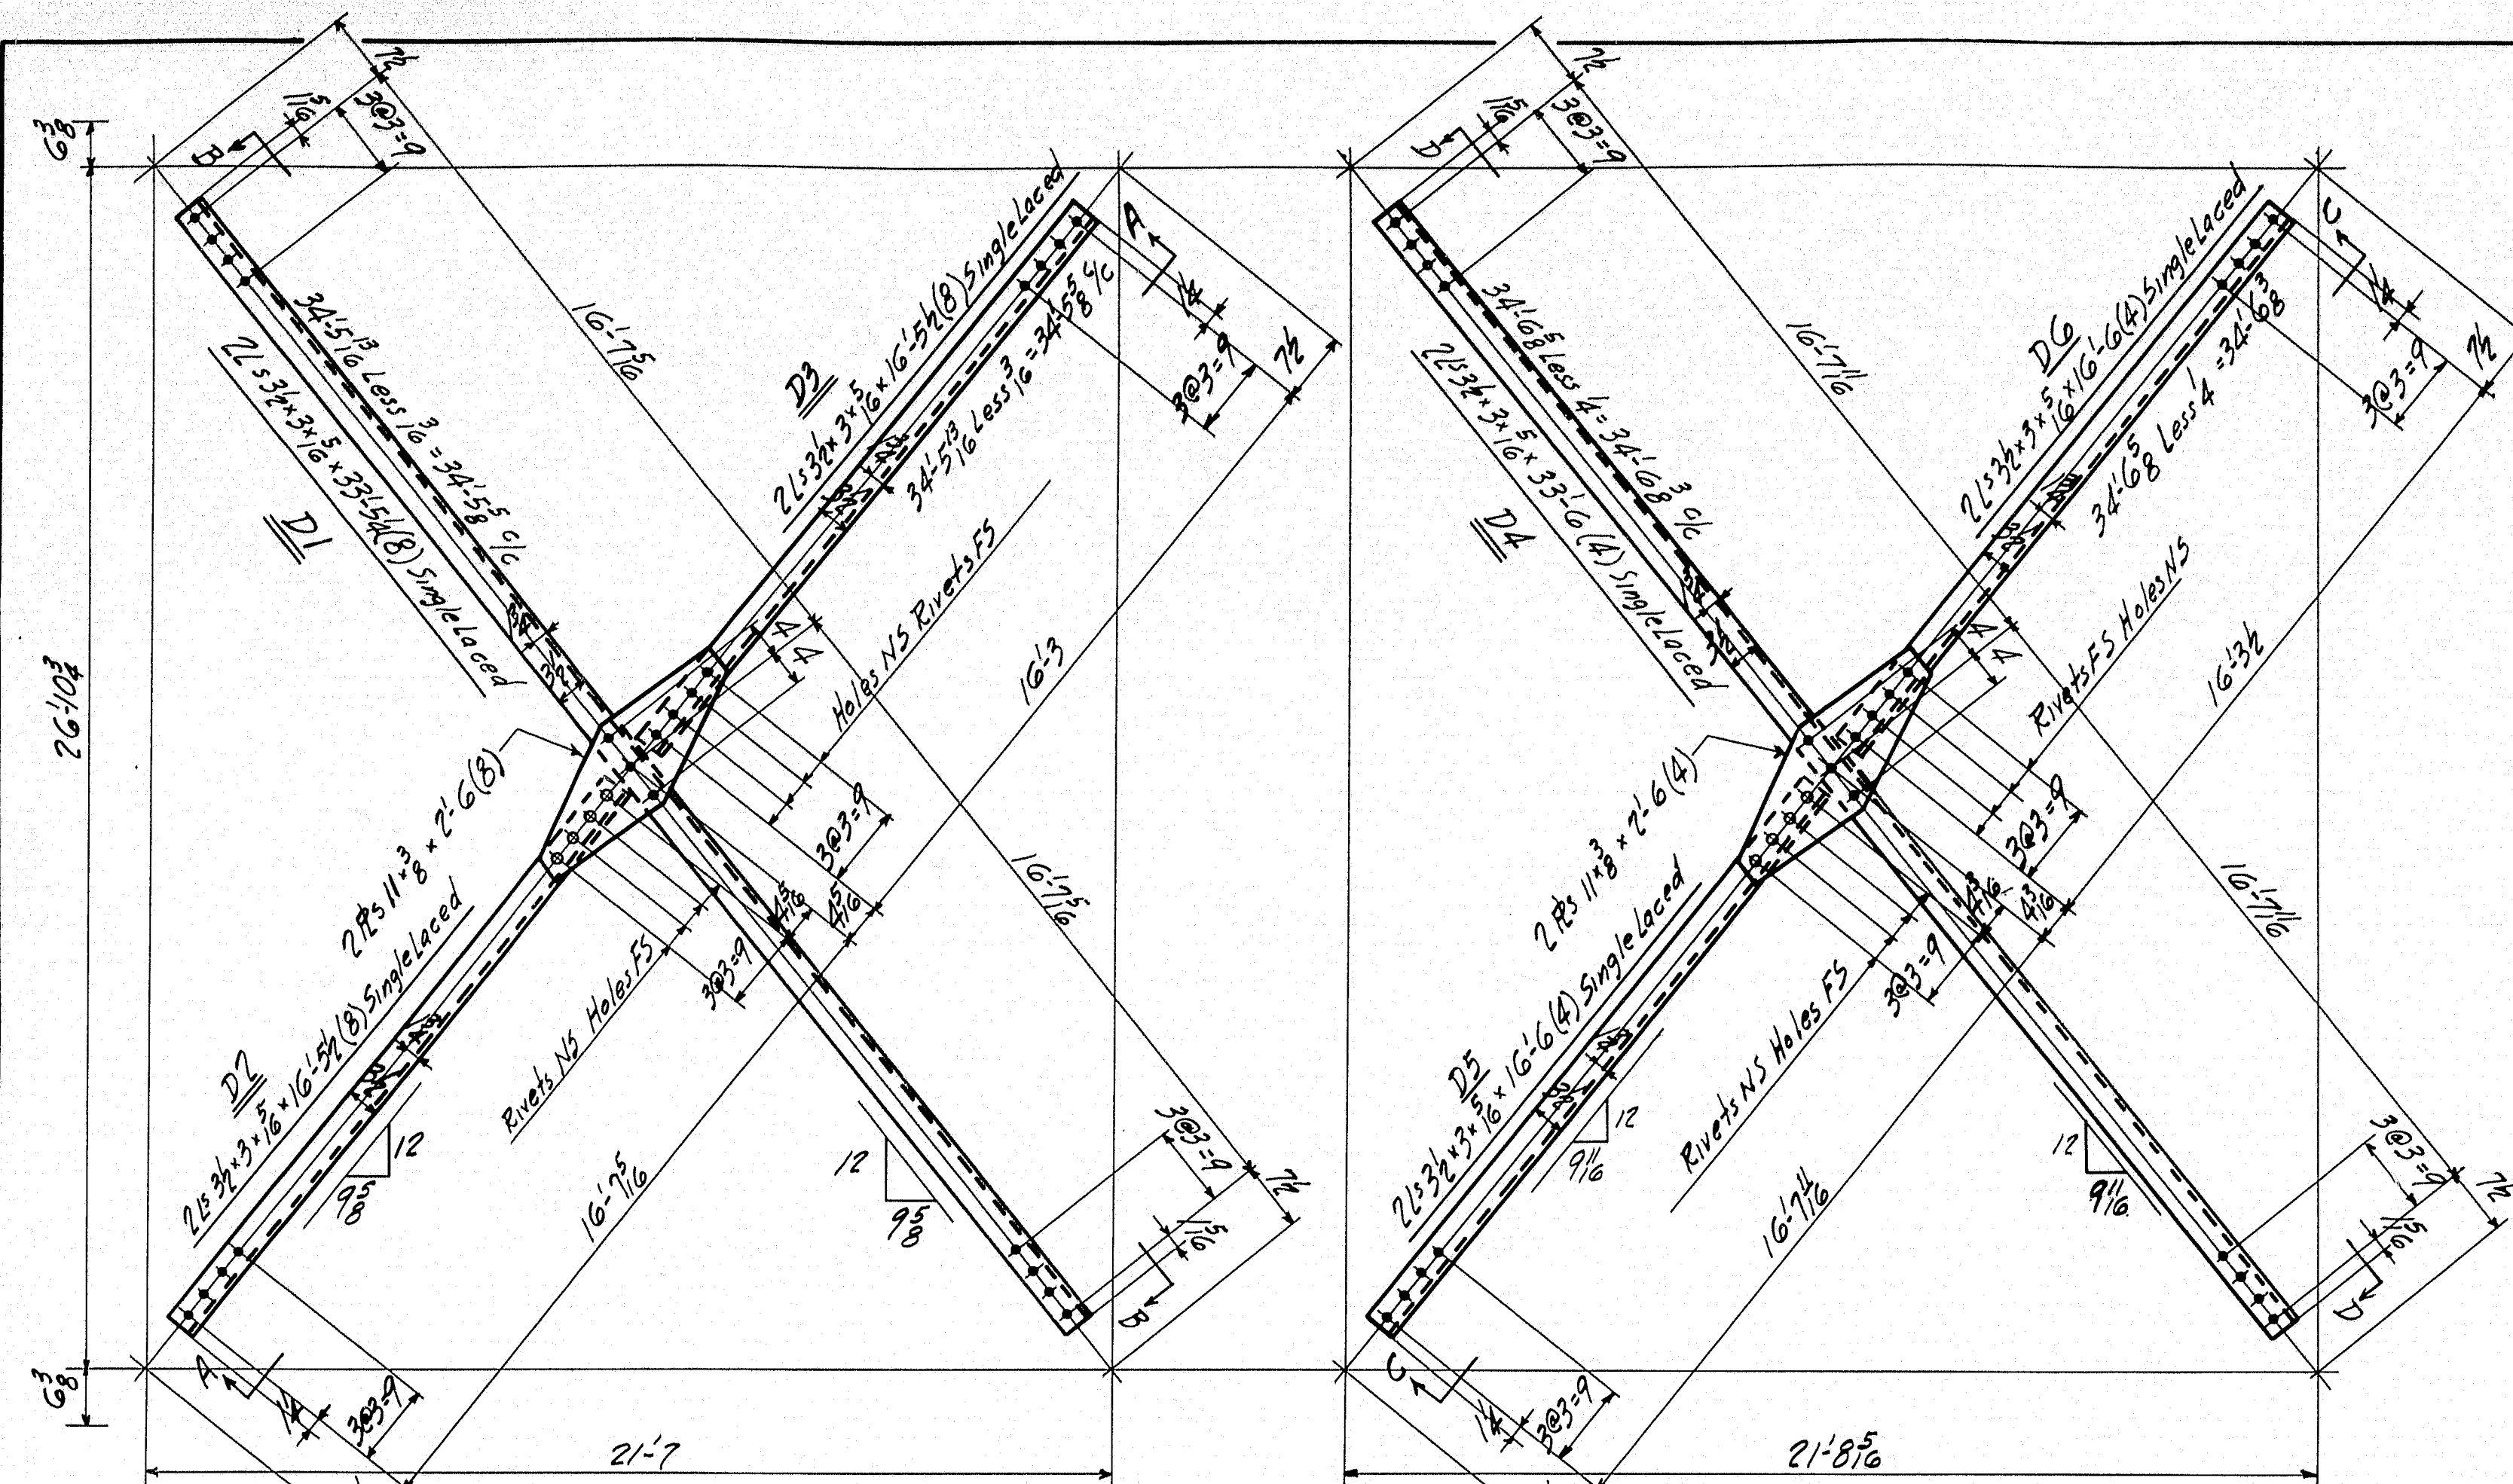 7 1/2
1 5/16
3@3=9
B
6 3/8
26'-10 3/4
6 3/8
34'-5 13/16 Less 3/16 = 34'-5 5/8 c/c
2Ls 3 1/2 × 3 × 5/16 × 33'-5 1/4 (8) Single Laced
D1
16'-7 5/16
D3
2Ls 3 1/2 × 3 × 5/16 × 16'-5 1/2 (8) Single Laced
34'-5 13/16 Less 3/16 = 34'-5 5/8 c/c
A
1 1/4
3@3=9
7 1/2
3 1/2
4
4
Holes NS Rivets FS
16'-3
3@3=9
4 5/16
4 5/16
2 PLs 11 × 3/8 × 2'-6 (8)
3@3=9
Rivets NS Holes FS
16'-7 5/16
D2
2Ls 3 1/2 × 3 × 5/16 × 16'-5 1/2 (8) Single Laced
12
9 5/8
12
9 5/8
16'-7 5/16
3@3=9
7 1/2
1 5/16
B
A
1 1/4
3@3=9
21'-7
7 1/2
1 5/16
3@3=9
D
34'-6 5/8 Less 1/4 = 34'-6 3/8 c/c
2Ls 3 1/2 × 3 × 5/16 × 33'-6 (4) Single Laced
D4
16'-7 11/16
D6
2Ls 3 1/2 × 3 × 5/16 × 16'-6 (4) Single Laced
34'-6 5/8 Less 1/4 = 34'-6 3/8
C
1 1/4
3@3=9
7 1/2
3 1/2
4
4
Rivets FS Holes NS
16'-3 1/2
3@3=9
4 3/16
4 3/16
2 PLs 11 × 3/8 × 2'-6 (4)
3@3=9
Rivets NS Holes FS
16'-7 11/16
D5
2Ls 3 1/2 × 3 × 5/16 × 16'-6 (4) Single Laced
12
9 11/16
12
9 11/16
16'-7 11/16
3@3=9
7 1/2
1 5/16
D
C
1 1/4
3@3=9
21'-8 5/16